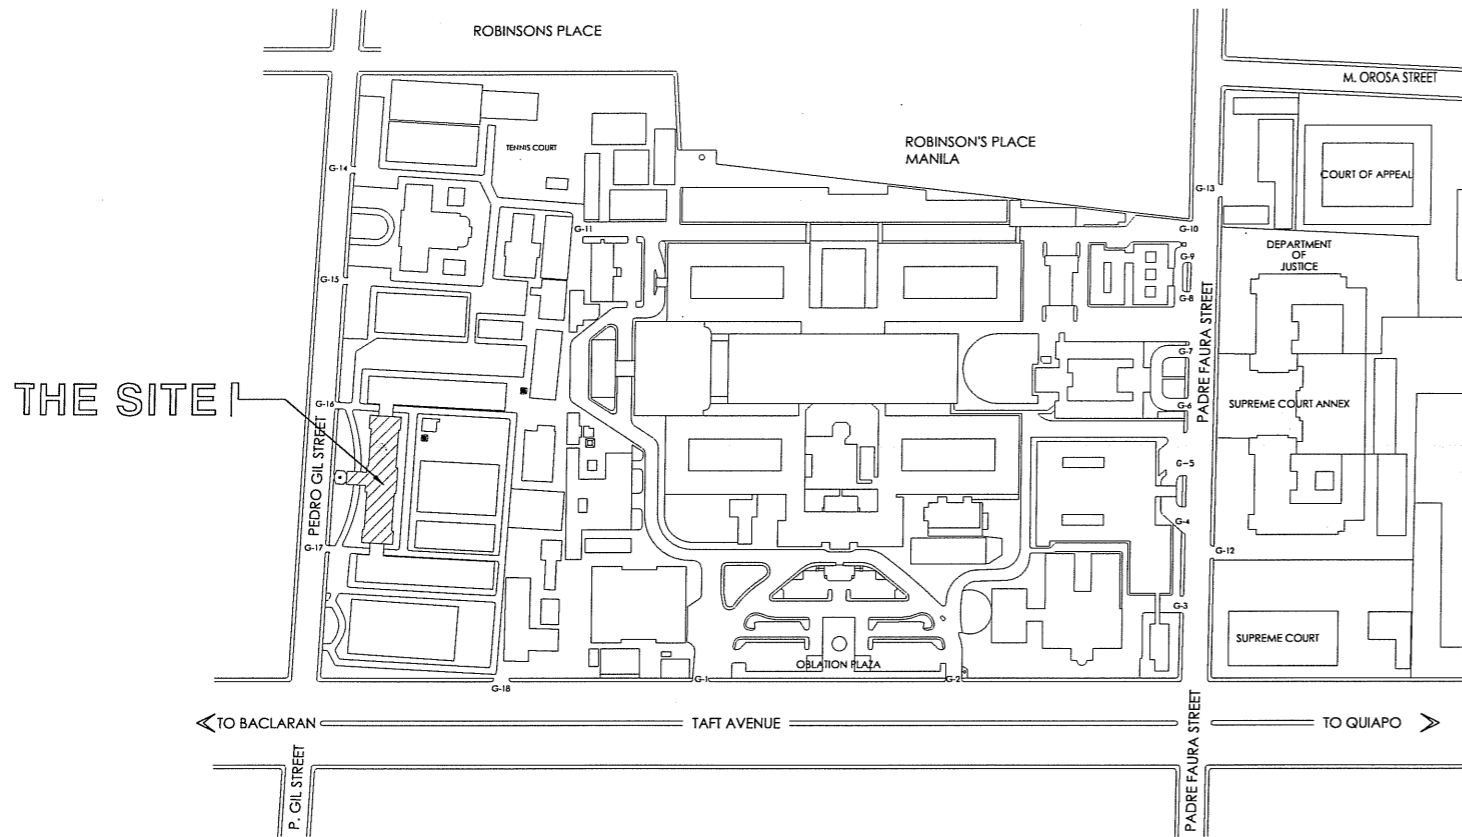 ROBINSONS PLACE
M. OROSA STREET
TENNIS COURT
ROBINSON'S PLACE
MANILA
G-14
COURT OF APPEAL
G-13
G-11
G-10
DEPARTMENT
OF
JUSTICE
G-9
G-15
G-8
PADRE FAURA STREET
G-7
THE SITE
G-16
G-6
SUPREME COURT ANNEX
PEDRO GIL STREET
G-5
G-4
G-17
G-12
G-3
SUPREME COURT
OBLATION PLAZA
G-1
G-2
G-18
TO BACLARAN
TAFT AVENUE
TO QUIAPO
P. GIL STREET
PADRE FAURA STREET